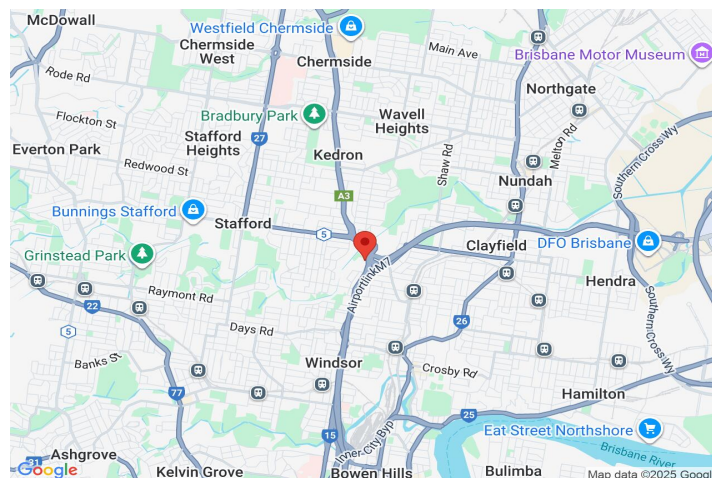 McDowall
Westfield Chermside
Chermside
West
Chermside
Main Ave
Brisbane Motor Museum
Rode Rd
Northgate
Bradbury Park
Wavell
Heights
Flockton St
Stafford
Heights
27
Melton Rd
Everton Park
Kedron
Shaw Rd
Southern Cross Wy
Redwood St
Nundah
A3
Bunnings Stafford
Stafford
5
Clayfield
DFO Brisbane
Grinstead Park
AirportlinkM7
Hendra
Raymont Rd
22
Southern Cross Wy
26
5
Days Rd
Banks St
Windsor
Crosby Rd
77
Hamilton
25
15
Inner City Byp
Eat Street Northshore
Ashgrove
31
Brisbane River
Google
Kelvin Grove
Bowen Hills
Bulimba
Map data ©2025 Googl